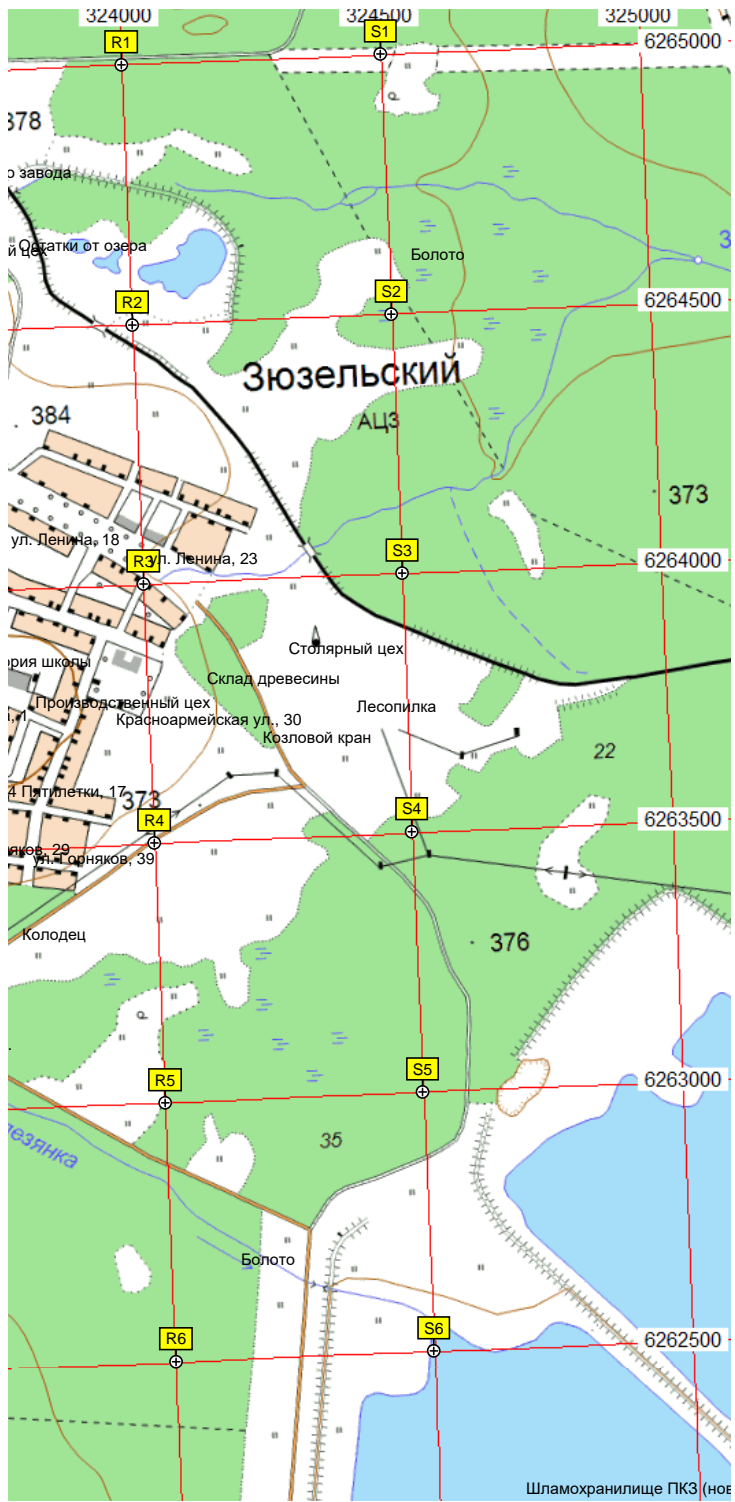 324000
324500
325000
R1
S1
6265000
378
о завода
Остатки от озера
й цех
Болото
R2
S2
6264500
Зюзельский
384
АЦЗ
373
ул. Ленина, 18
R3
ул. Ленина, 23
S3
6264000
Столярный цех
ория школы
Склад древесины
Производственный цех
Лесопилка
Красноармейская ул., 30
, 1
Козловой кран
22
4 Пятилетки, 17
373
R4
S4
6263500
яков, 29
ул. Горняков, 39
Колодец
376
р
р
R5
S5
6263000
лезянка
35
Болото
R6
S6
6262500
Шламохранилище ПКЗ (нов